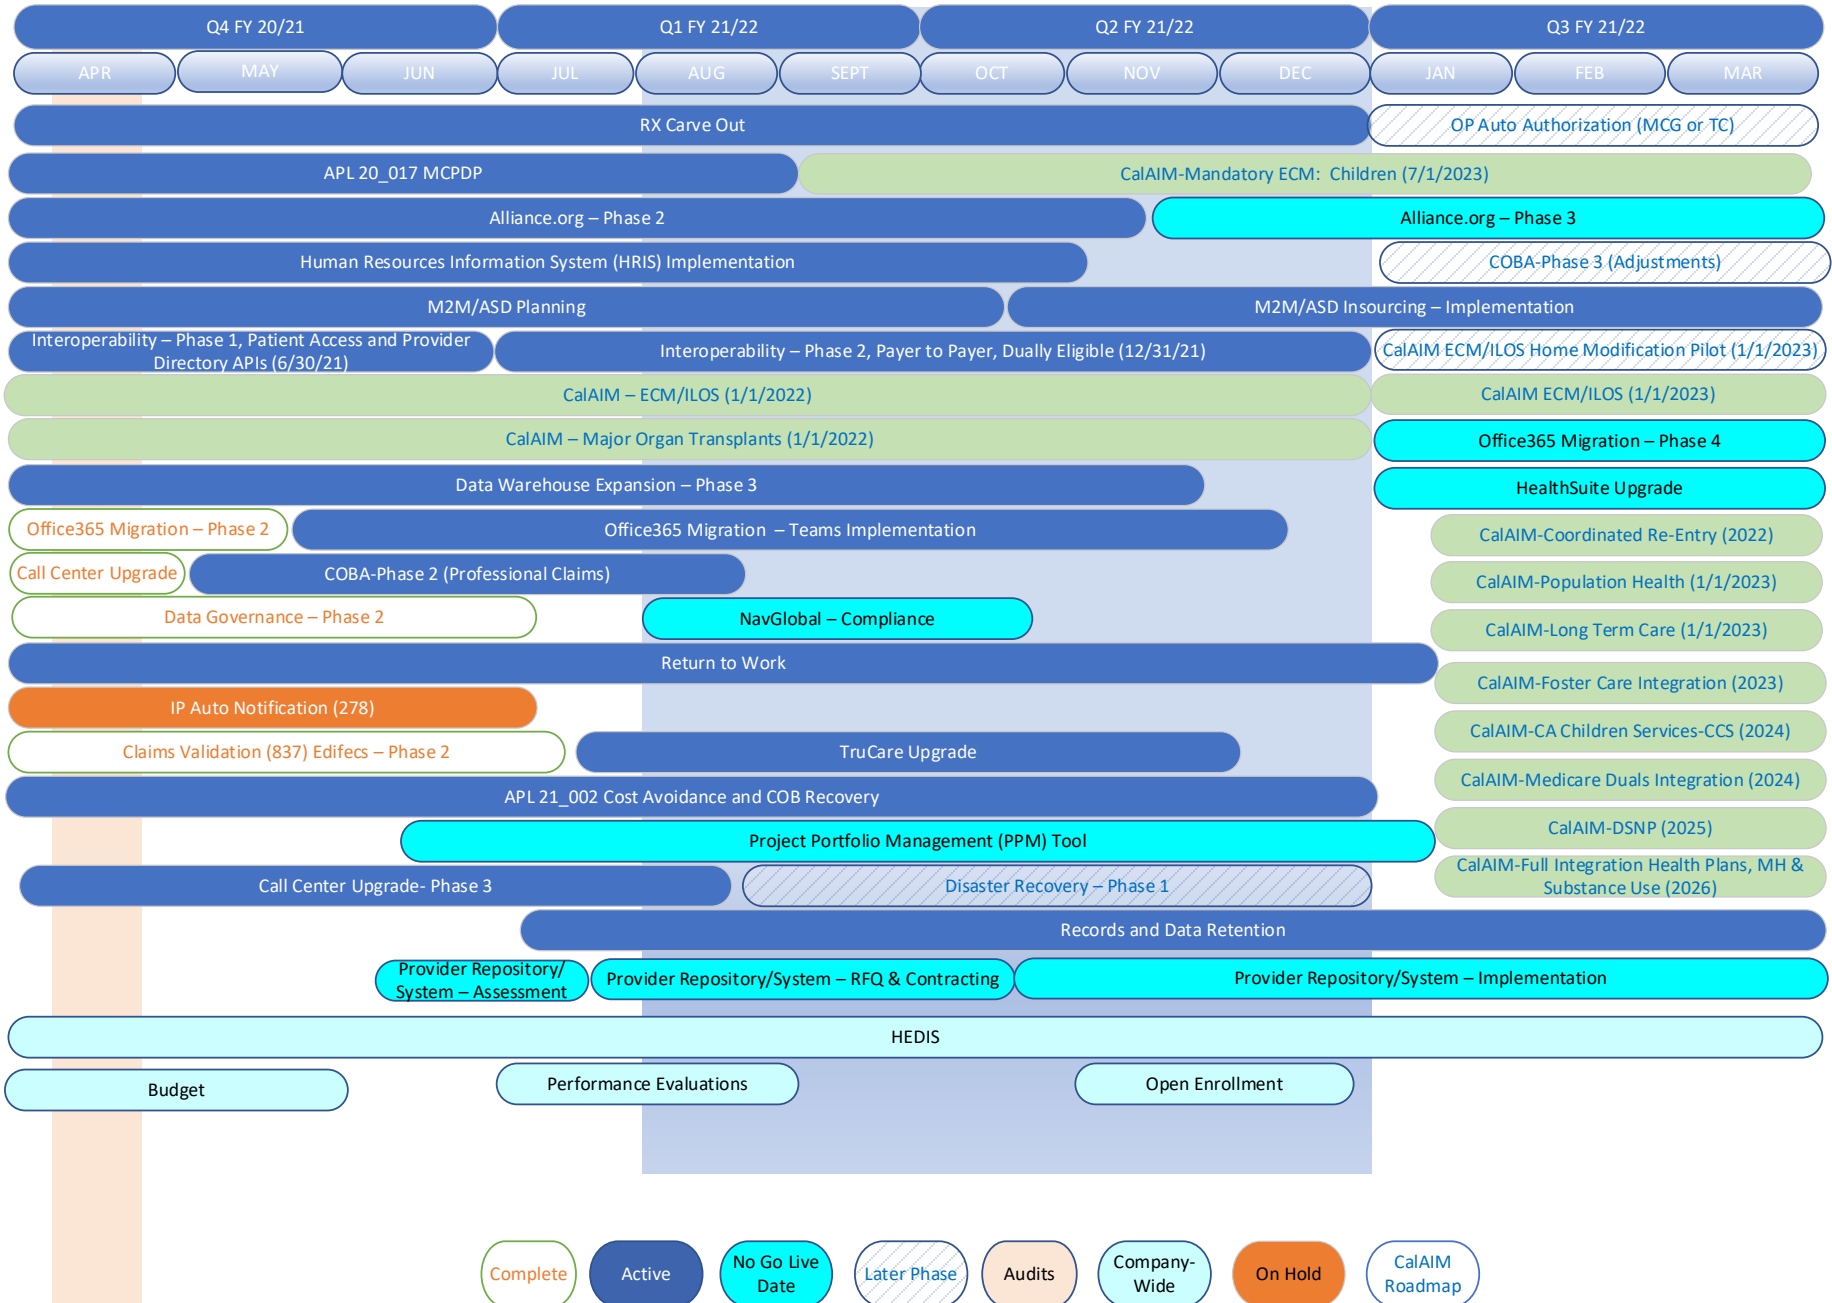 Q4 FY 20/21
Q1 FY 21/22
Q2 FY 21/22
Q3 FY 21/22
APR
MAY
JUN
JUL
AUG
SEPT
OCT
NOV
DEC
JAN
FEB
MAR
RX Carve Out
OP Auto Authorization (MCG or TC)
APL 20_017 MCPDP
CalAIM-Mandatory ECM: Children (7/1/2023)
Alliance.org – Phase 2
Alliance.org – Phase 3
Human Resources Information System (HRIS) Implementation
COBA-Phase 3 (Adjustments)
M2M/ASD Planning
M2M/ASD Insourcing – Implementation
Interoperability – Phase 1, Patient Access and Provider
Directory APIs (6/30/21)
Interoperability – Phase 2, Payer to Payer, Dually Eligible (12/31/21)
CalAIM ECM/ILOS Home Modification Pilot (1/1/2023)
CalAIM – ECM/ILOS (1/1/2022)
CalAIM ECM/ILOS (1/1/2023)
CalAIM – Major Organ Transplants (1/1/2022)
Office365 Migration – Phase 4
Data Warehouse Expansion – Phase 3
HealthSuite Upgrade
Office365 Migration – Phase 2
Office365 Migration – Teams Implementation
CalAIM-Coordinated Re-Entry (2022)
Call Center Upgrade
COBA-Phase 2 (Professional Claims)
CalAIM-Population Health (1/1/2023)
Data Governance – Phase 2
NavGlobal – Compliance
CalAIM-Long Term Care (1/1/2023)
Return to Work
CalAIM-Foster Care Integration (2023)
IP Auto Notification (278)
CalAIM-CA Children Services-CCS (2024)
Claims Validation (837) Edifecs – Phase 2
TruCare Upgrade
CalAIM-Medicare Duals Integration (2024)
APL 21_002 Cost Avoidance and COB Recovery
CalAIM-DSNP (2025)
Project Portfolio Management (PPM) Tool
CalAIM-Full Integration Health Plans, MH &
Substance Use (2026)
Call Center Upgrade- Phase 3
Disaster Recovery – Phase 1
Records and Data Retention
Provider Repository/
System – Assessment
Provider Repository/System – RFQ & Contracting
Provider Repository/System – Implementation
HEDIS
Budget
Performance Evaluations
Open Enrollment
Complete
Active
No Go Live
Date
Later Phase
Audits
Company-
Wide
On Hold
CalAIM
Roadmap